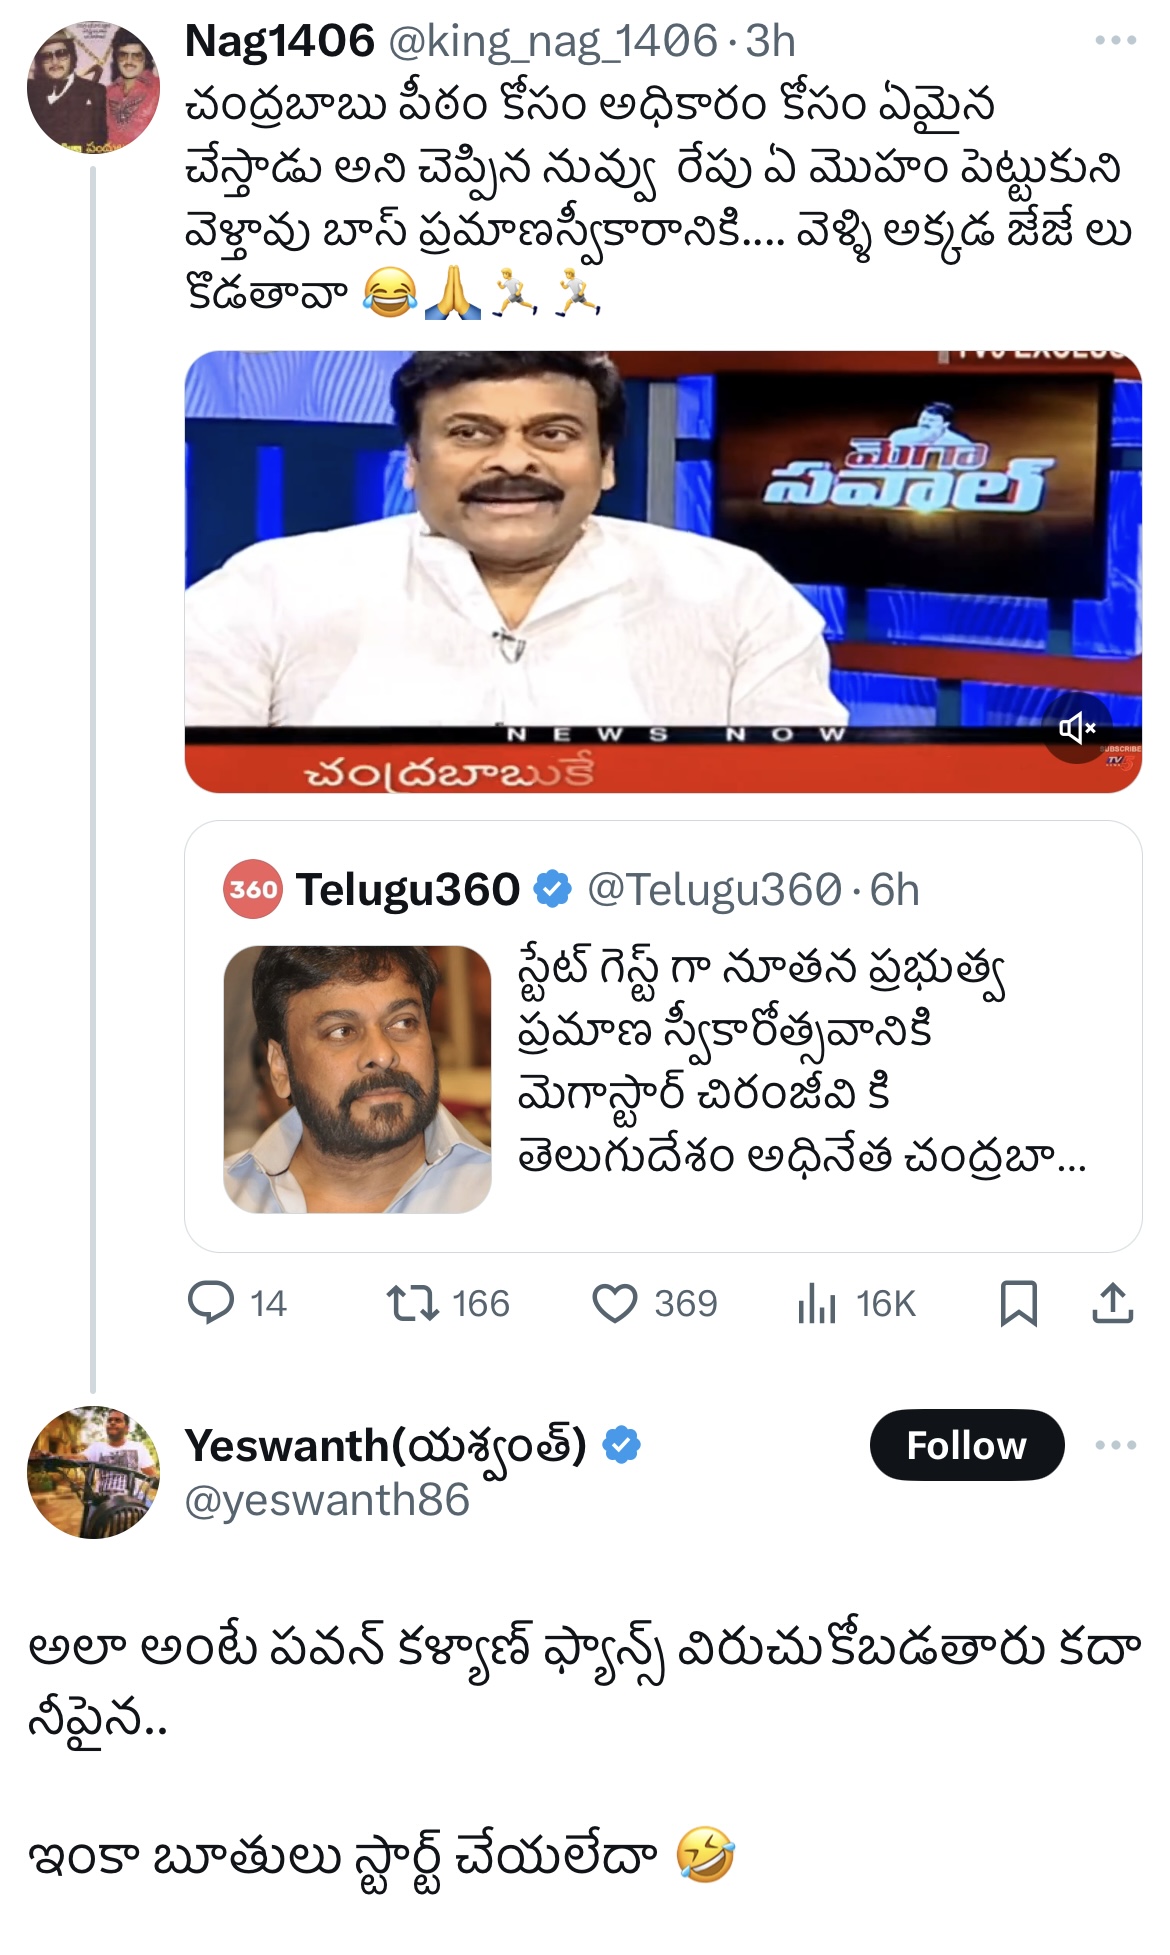 Nag1406 @king_nag_1406 · 3h
చంద్రబాబు పీఠం కోసం అధికారం కోసం ఏమైన
చేస్తాడు అని చెప్పిన నువ్వు రేపు ఏ మొహం పెట్టుకుని
వెళ్తావు బాస్ ప్రమాణస్వీకారానికి.... వెళ్ళి అక్కడ జేజే లు
కొడతావా 😂🙏🏃🏃
మెగా
సవాల్
NEWS NOW
SUBSCRIBE
TV5
చంద్రబాబుకే
360 Telugu360 @Telugu360 · 6h
స్టేట్ గెస్ట్ గా నూతన ప్రభుత్వ
ప్రమాణ స్వీకారోత్సవానికి
మెగాస్టార్ చిరంజీవి కి
తెలుగుదేశం అధినేత చంద్రబా...
14 166 369 16K
Yeswanth(యశ్వంత్) Follow
@yeswanth86
అలా అంటే పవన్ కళ్యాణ్ ఫ్యాన్స్ విరుచుకోబడతారు కదా
నీపైన..
ఇంకా బూతులు స్టార్ట్ చేయలేదా 🤣